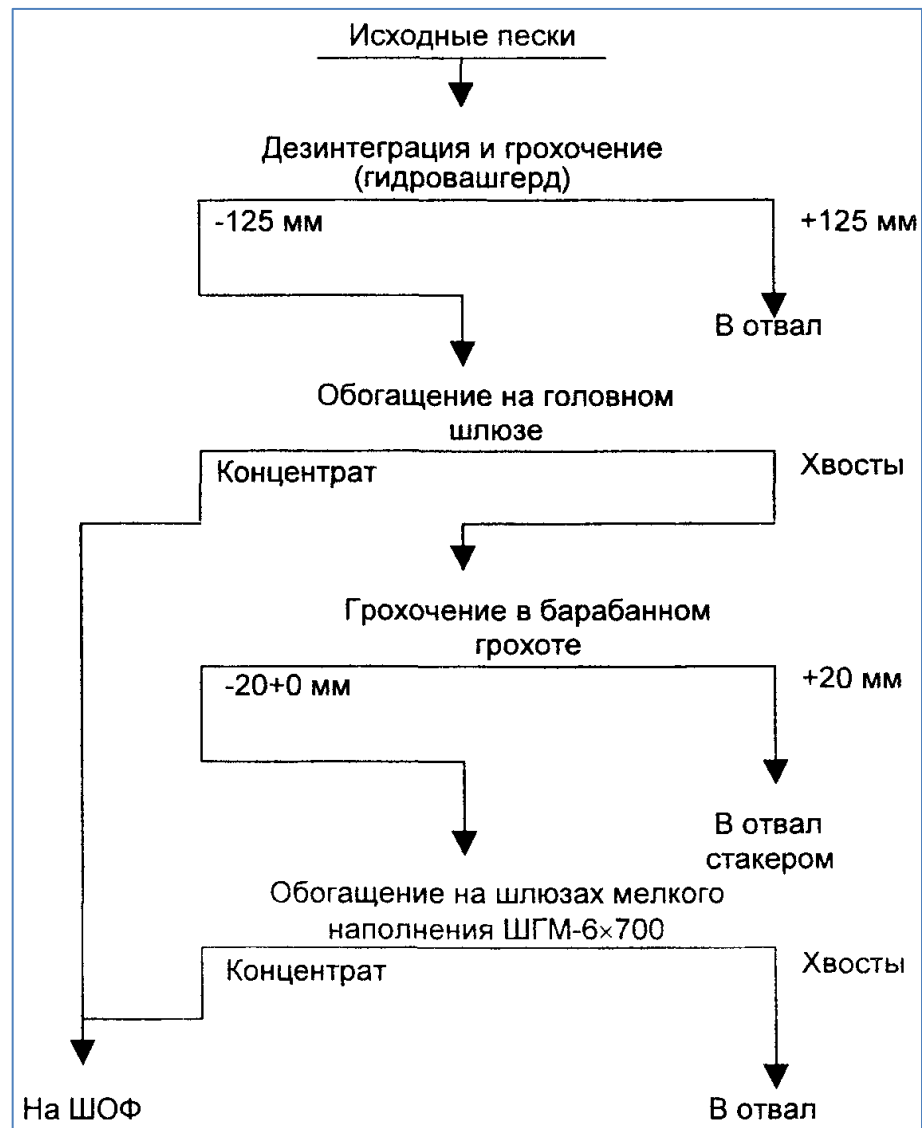 Исходные пески
Дезинтеграция и грохочение
(гидровашгерд)
-125 мм
+125 мм
В отвал
Обогащение на головном
шлюзе
Концентрат
Хвосты
Грохочение в барабанном
грохоте
-20+0 мм
+20 мм
В отвал
стакером
Обогащение на шлюзах мелкого
наполнения ШГМ-6×700
Концентрат
Хвосты
На ШОФ
В отвал